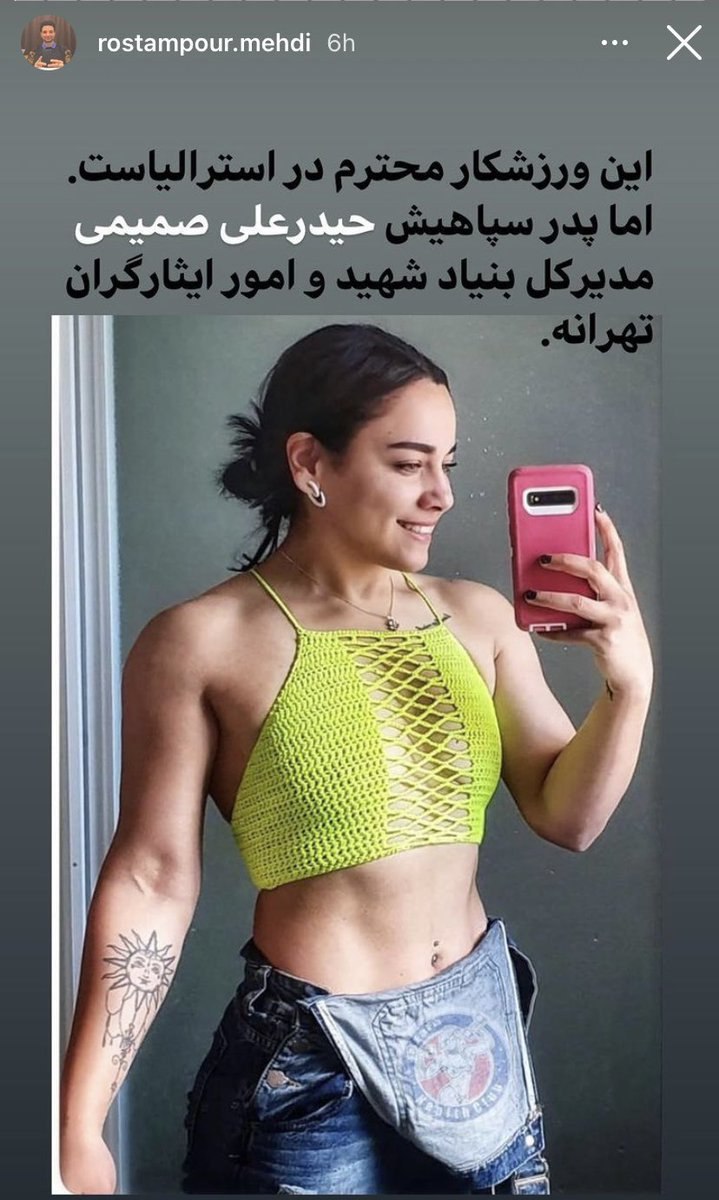 rostampour.mehdi 6h
این ورزشکار محترم در استرالیاست.
اما پدر سپاهیش حیدرعلی صمیمی
مدیرکل بنیاد شهید و امور ایثارگران
تهرانه.